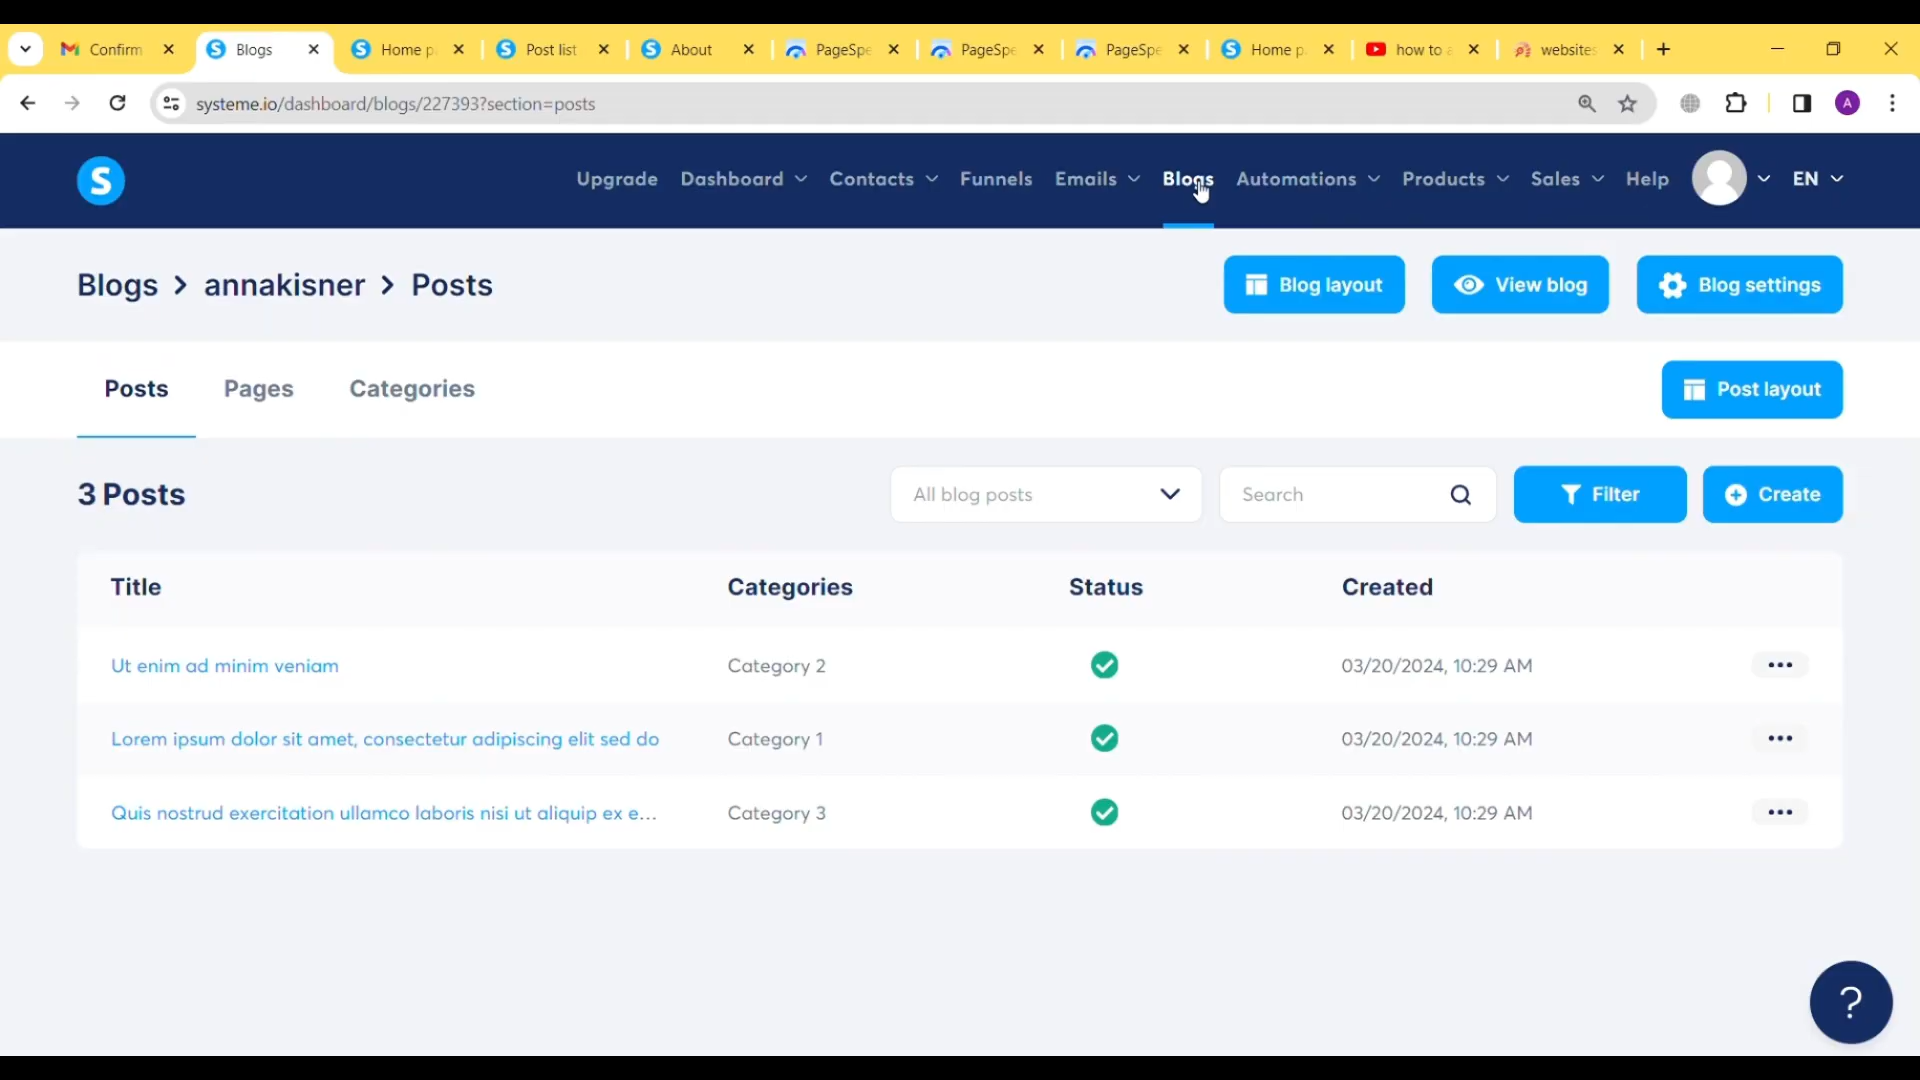 Confirm
Blogs
Home p
Post list
About
PageSpe
PageSpe
PageSpe
Home p
how to a
websites
systeme.io/dashboard/blogs/227393?section=posts
A
S
Upgrade
Dashboard
Contacts
Funnels
Emails
Blogs
Automations
Products
Sales
Help
EN
Blogs > annakisner > Posts
Blog layout
View blog
Blog settings
Posts
Pages
Categories
Post layout
3 Posts
All blog posts
Search
Filter
Create
Title Categories Status Created
Ut enim ad minim veniam Category 2 03/20/2024, 10:29 AM
Lorem ipsum dolor sit amet, consectetur adipiscing elit sed do Category 1 03/20/2024, 10:29 AM
Quis nostrud exercitation ullamco laboris nisi ut aliquip ex e... Category 3 03/20/2024, 10:29 AM
?